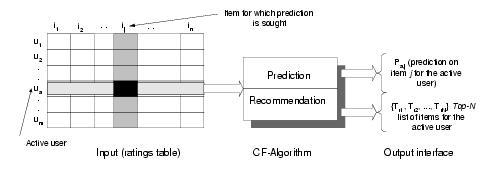 Item for which prediction
is sought
i1 i2 . . ij . . in
u1
u2
.
.
ua
.
.
um
Active user
Input (ratings table)
Prediction
Recommendation
CF-Algorithm
Pa,j (prediction on
item j for the active
user)
{Ti1, Ti2, ..., TiN} Top-N
list of items for the
active user
Output interface